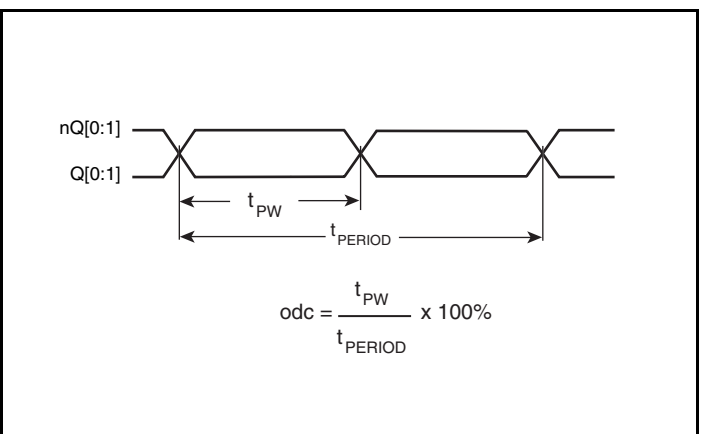 nQ[0:1]
Q[0:1]
tPW
tPERIOD
odc = tPW / tPERIOD x 100%